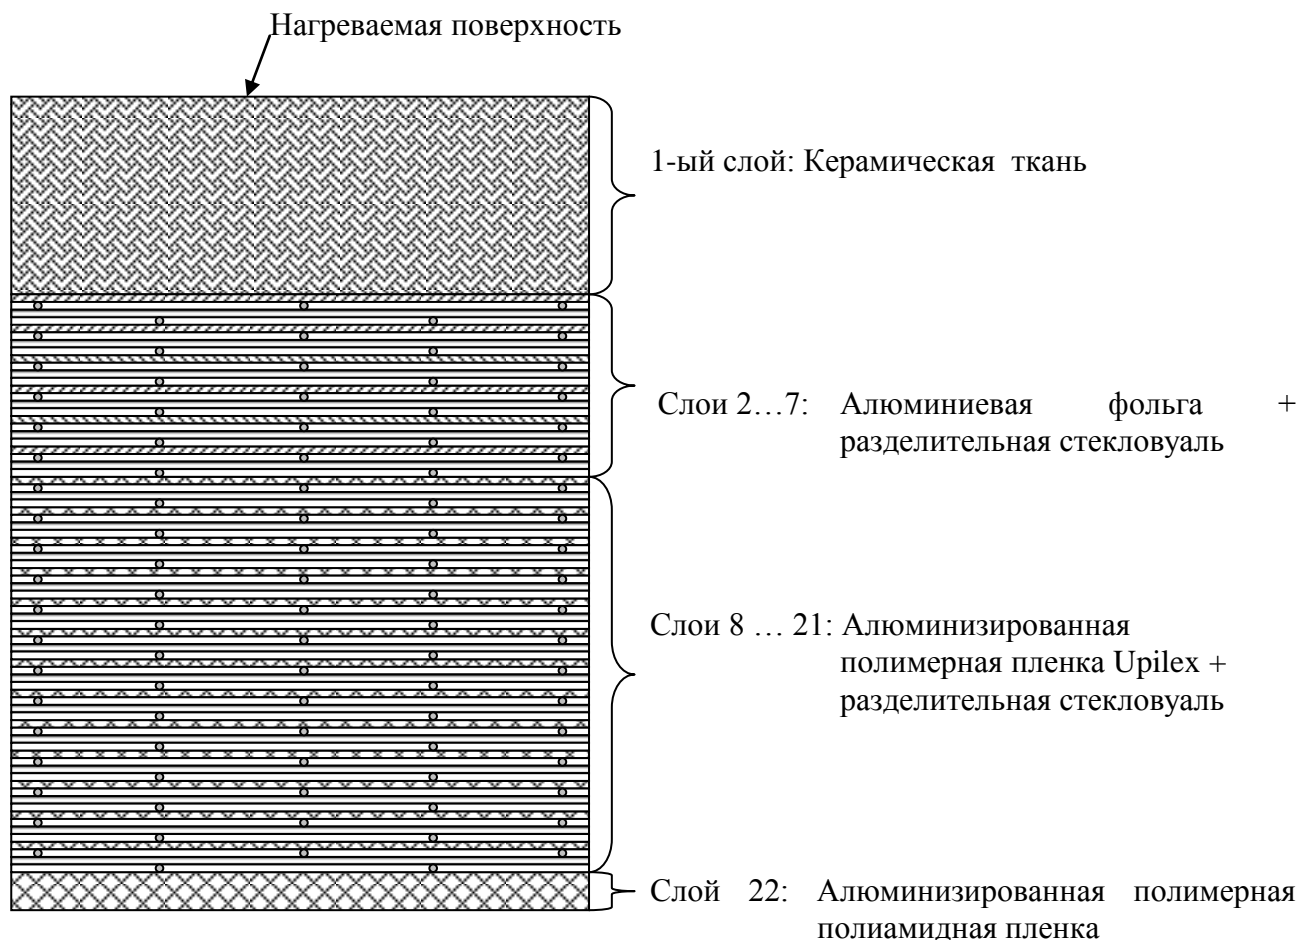 Нагреваемая поверхность
1-ый слой: Керамическая ткань
Слои 2…7: Алюминиевая фольга +
разделительная стекловуаль
Слои 8 … 21: Алюминизированная
полимерная пленка Upilex +
разделительная стекловуаль
Слой 22: Алюминизированная полимерная
полиамидная пленка